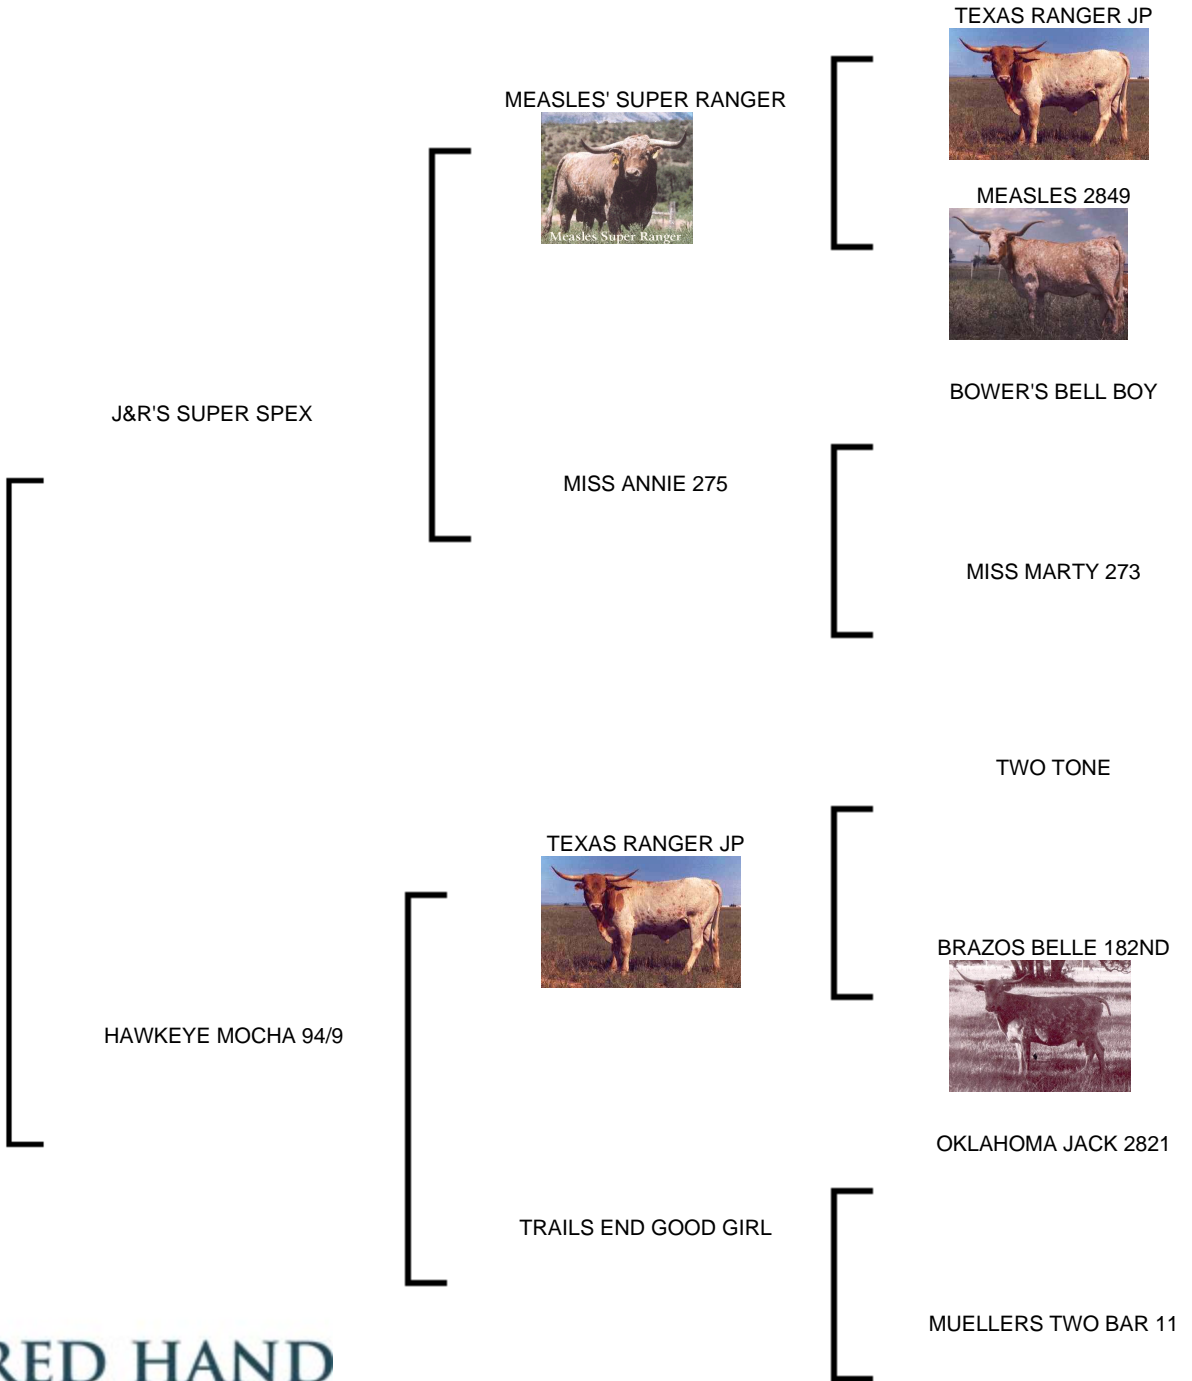 TEXAS RANGER JP
MEASLES' SUPER RANGER
Measles Super Ranger
MEASLES 2849
BOWER'S BELL BOY
J&R'S SUPER SPEX
MISS ANNIE 275
MISS MARTY 273
TWO TONE
TEXAS RANGER JP
BRAZOS BELLE 182ND
HAWKEYE MOCHA 94/9
OKLAHOMA JACK 2821
TRAILS END GOOD GIRL
MUELLERS TWO BAR 11
RED HAND